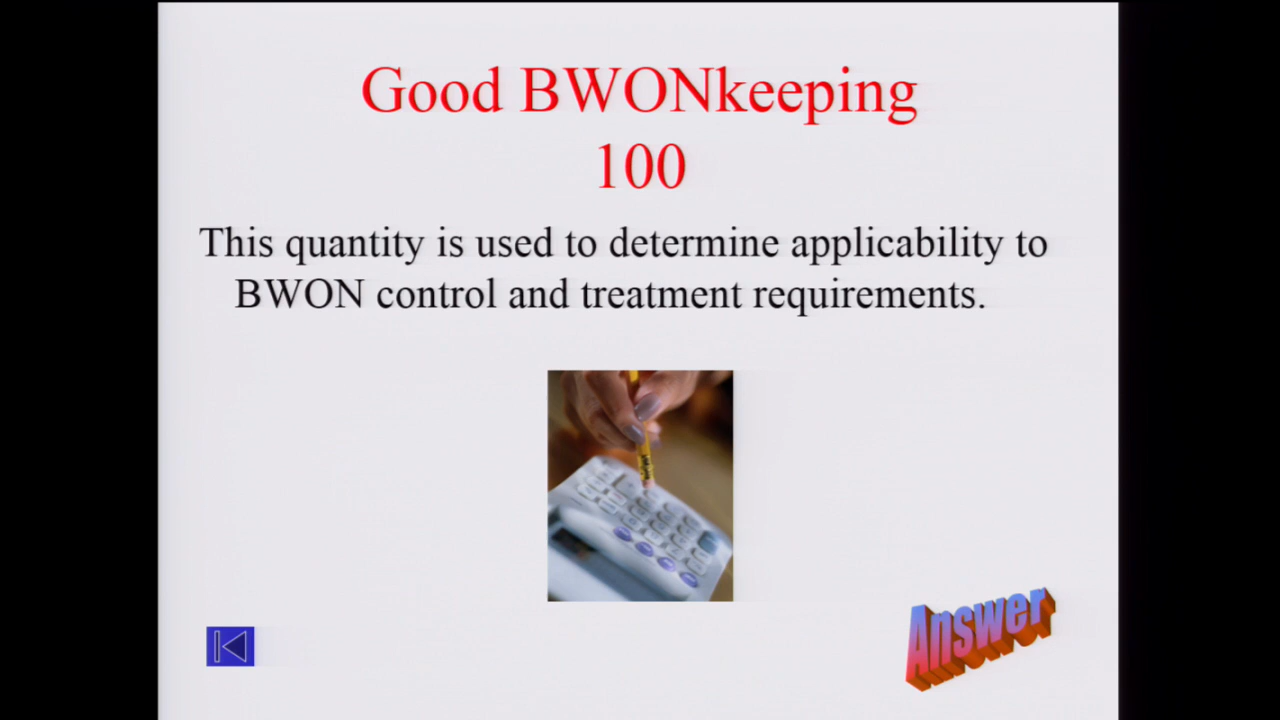 Good BWONkeeping
100
This quantity is used to determine applicability to
BWON control and treatment requirements.
Answer